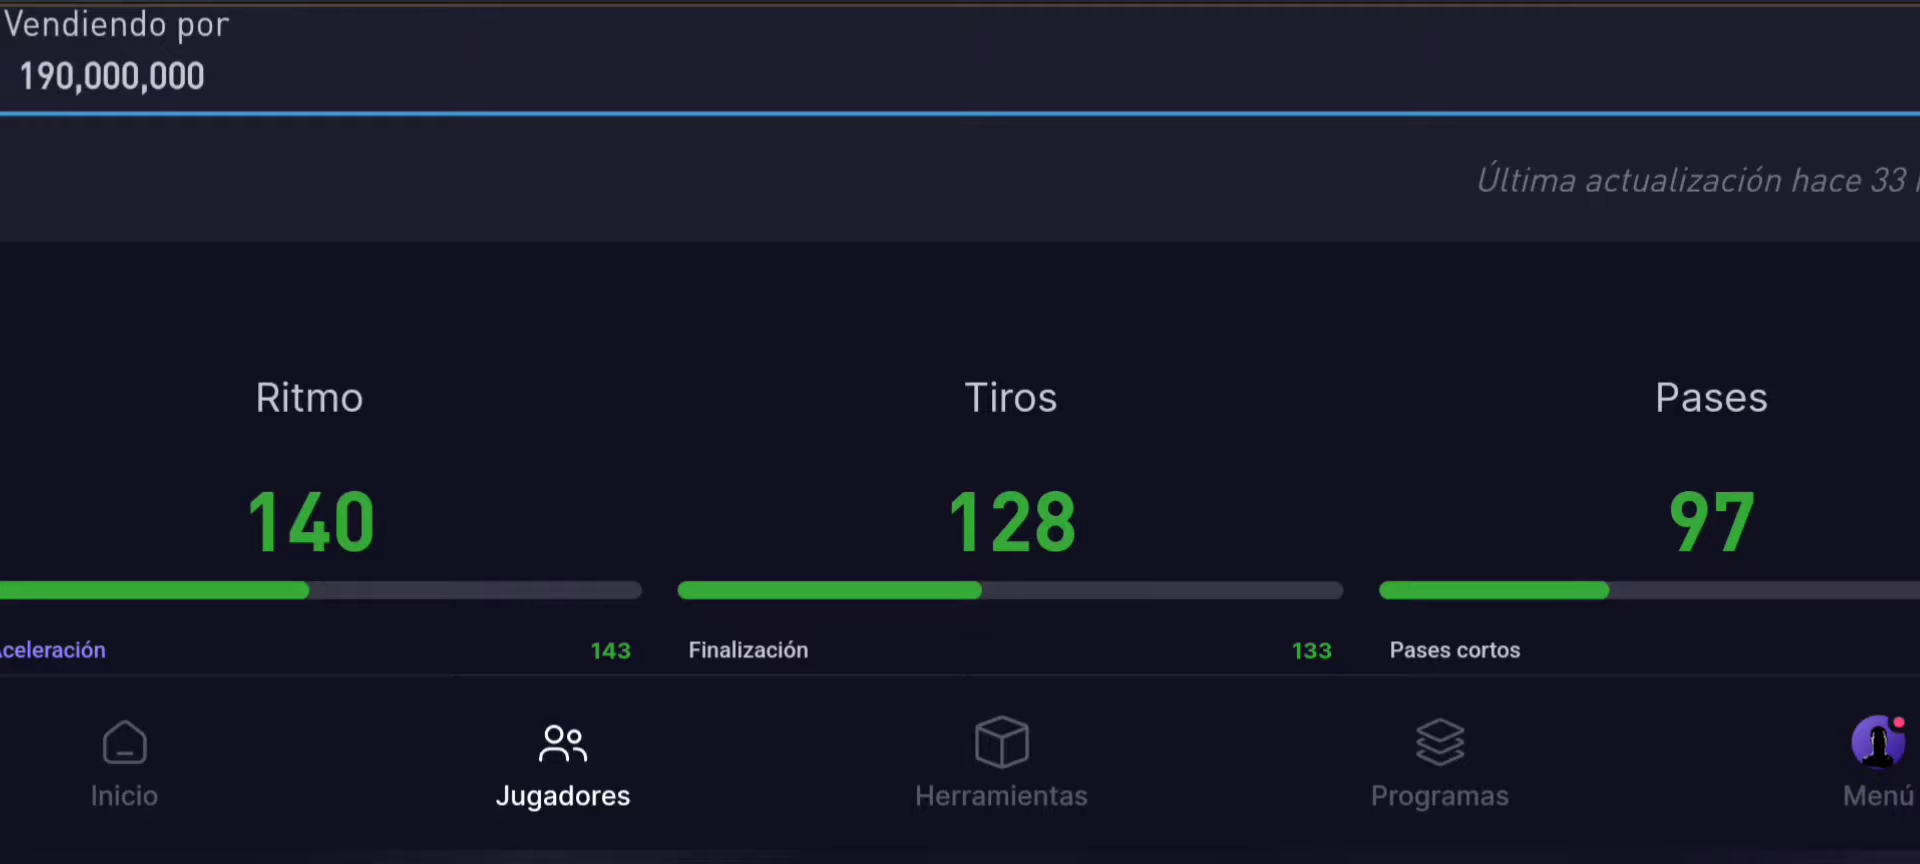 Vendiendo por
190,000,000
Última actualización hace 33
Ritmo Tiros Pases
140 128 97
Aceleración 143 Finalización 133 Pases cortos
Inicio Jugadores Herramientas Programas Menú